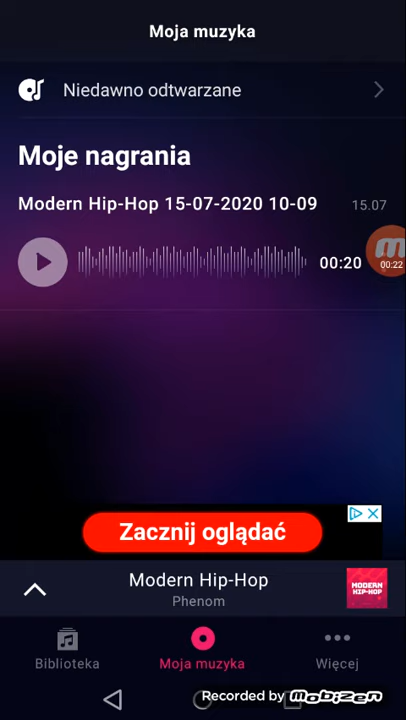 Moja muzyka
Niedawno odtwarzane
Moje nagrania
Modern Hip-Hop 15-07-2020 10-09
15.07
00:20
00:22
Zacznij oglądać
Modern Hip-Hop
Phenom
MODERN
HIP-HOP
Biblioteka
Moja muzyka
Więcej
Recorded by mobizen